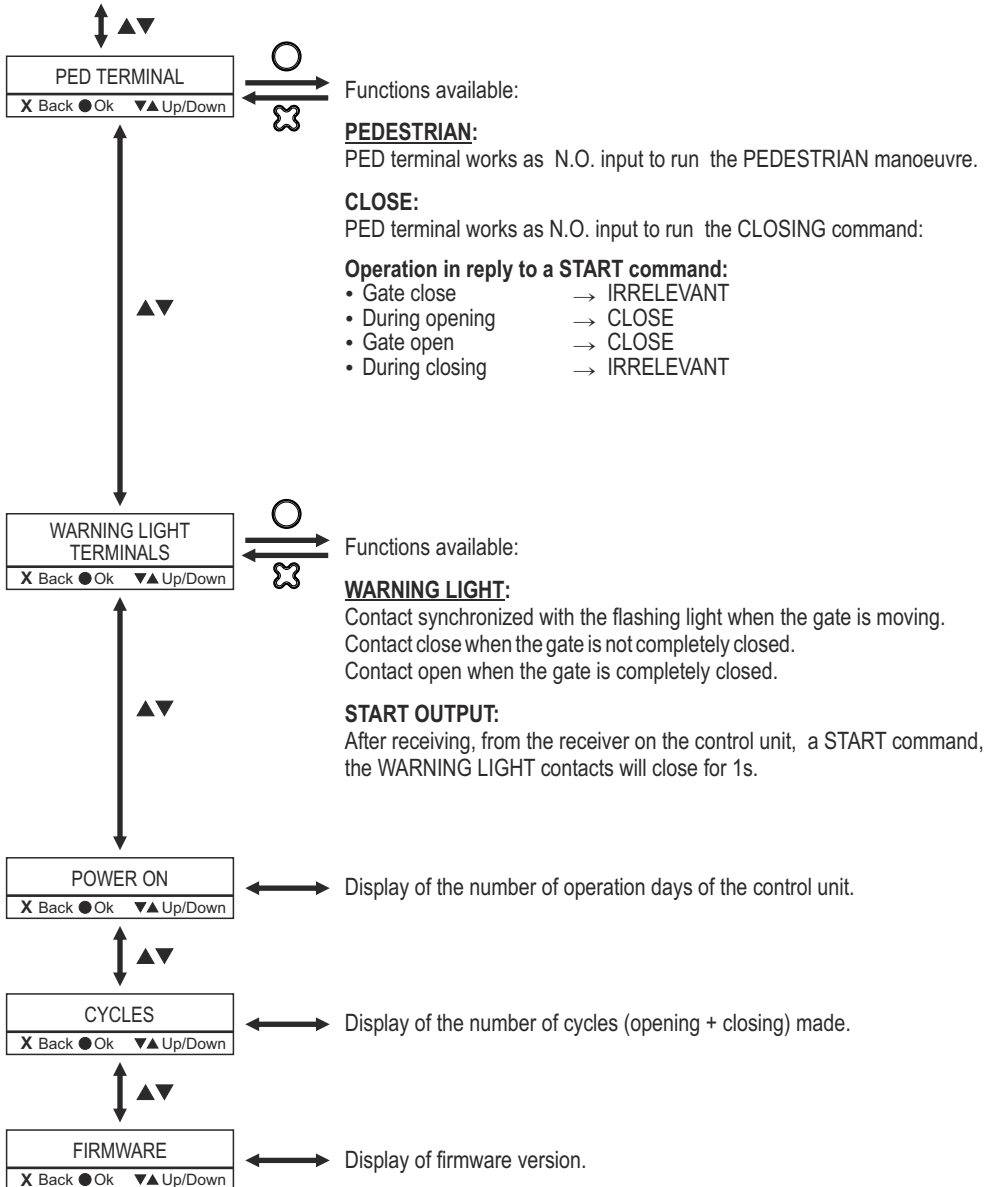 ▲▼
PED TERMINAL
X Back ●Ok ▼▲Up/Down
Functions available:
PEDESTRIAN:
PED terminal works as N.O. input to run the PEDESTRIAN manoeuvre.
CLOSE:
PED terminal works as N.O. input to run the CLOSING command:
Operation in reply to a START command:
• Gate close → IRRELEVANT
• During opening → CLOSE
• Gate open → CLOSE
• During closing → IRRELEVANT
▲▼
WARNING LIGHT
TERMINALS
X Back ●Ok ▼▲Up/Down
Functions available:
WARNING LIGHT:
Contact synchronized with the flashing light when the gate is moving.
Contact close when the gate is not completely closed.
Contact open when the gate is completely closed.
START OUTPUT:
After receiving, from the receiver on the control unit, a START command,
the WARNING LIGHT contacts will close for 1s.
▲▼
POWER ON
X Back ●Ok ▼▲Up/Down
Display of the number of operation days of the control unit.
▲▼
CYCLES
X Back ●Ok ▼▲Up/Down
Display of the number of cycles (opening + closing) made.
▲▼
FIRMWARE
X Back ●Ok ▼▲Up/Down
Display of firmware version.